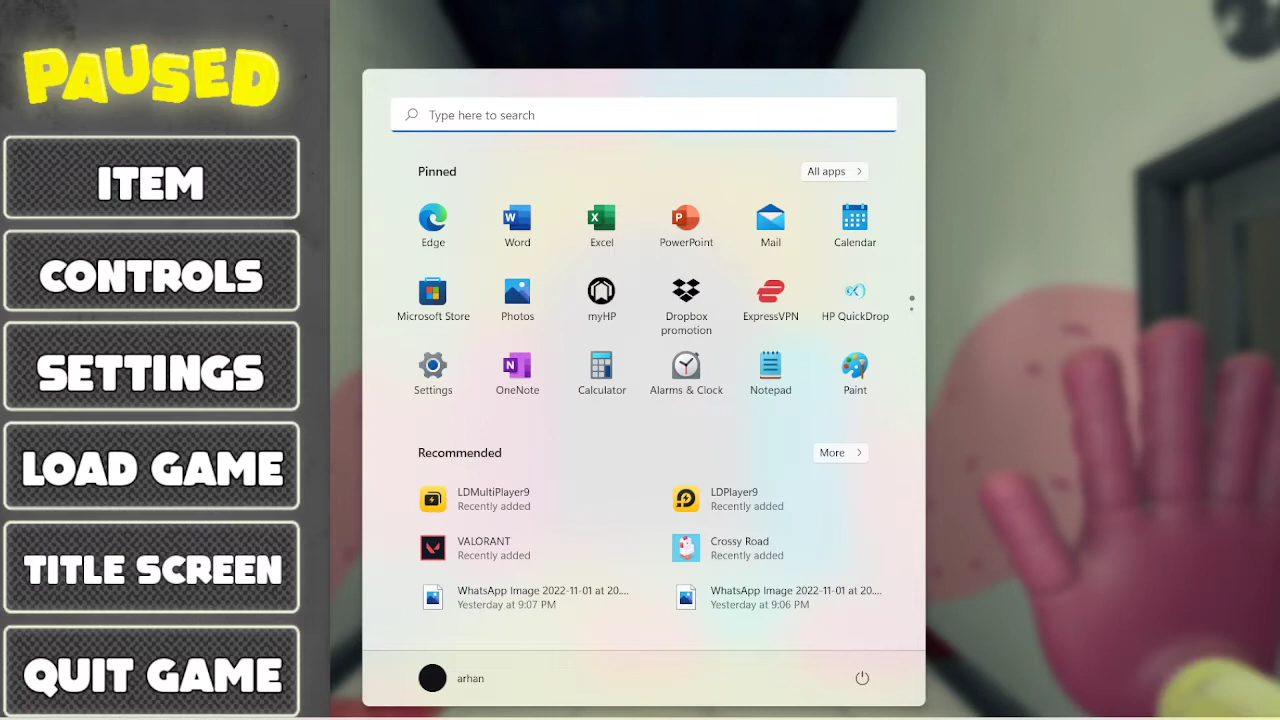 PAUSED
ITEM
CONTROLS
SETTINGS
LOAD GAME
TITLE SCREEN
QUIT GAME
Type here to search
Pinned
All apps
Edge
Word
Excel
PowerPoint
Mail
Calendar
Microsoft Store
Photos
myHP
Dropbox promotion
ExpressVPN
HP QuickDrop
Settings
OneNote
Calculator
Alarms & Clock
Notepad
Paint
Recommended
More
LDMultiPlayer9
Recently added
LDPlayer9
Recently added
VALORANT
Recently added
Crossy Road
Recently added
WhatsApp Image 2022-11-01 at 20....
Yesterday at 9:07 PM
WhatsApp Image 2022-11-01 at 20....
Yesterday at 9:06 PM
arhan